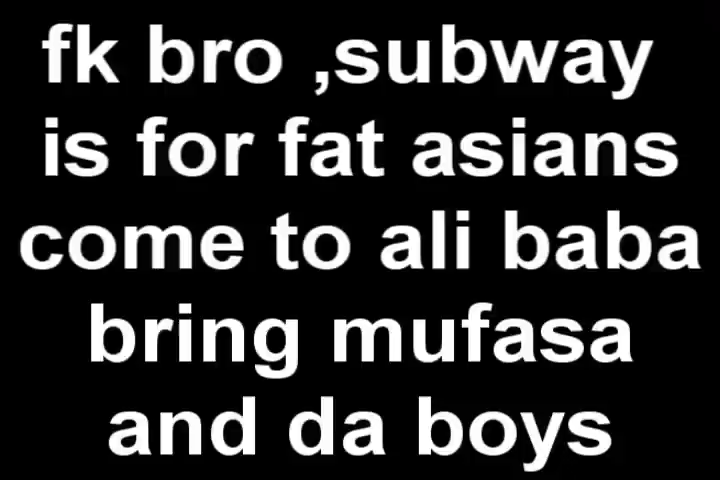 fk bro ,subway
is for fat asians
come to ali baba
bring mufasa
and da boys